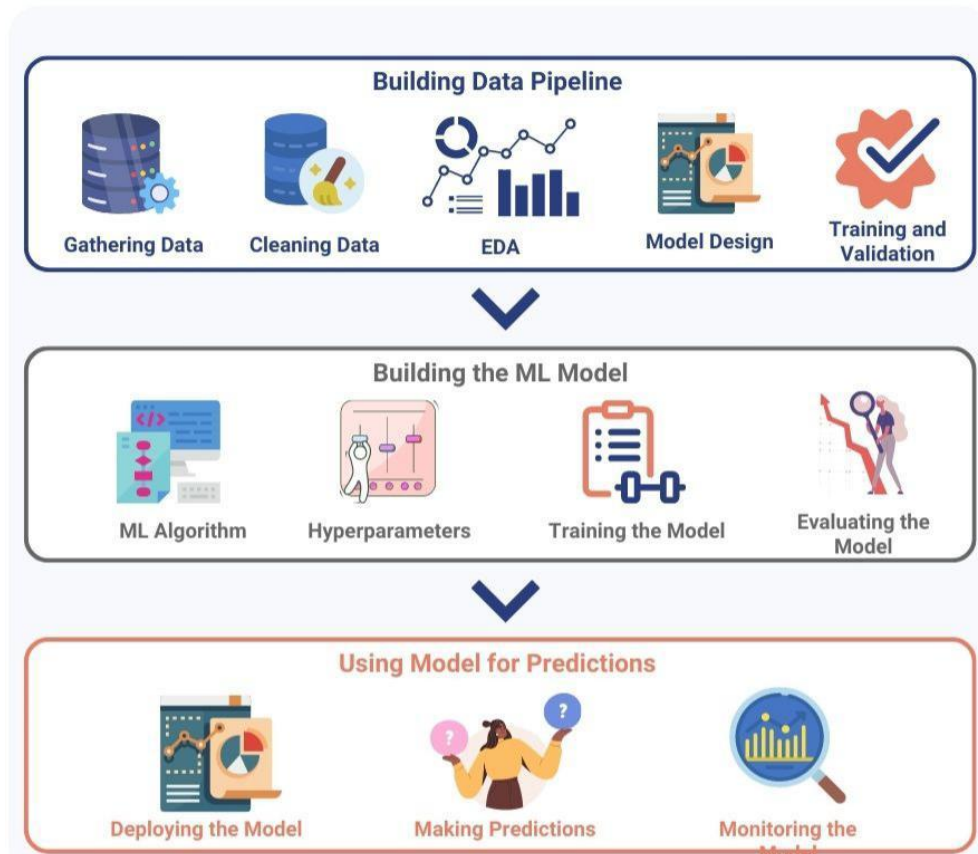 Building Data Pipeline
Gathering Data
Cleaning Data
EDA
Model Design
Training and
Validation
Building the ML Model
</>
ML Algorithm
Hyperparameters
Training the Model
Evaluating the
Model
Using Model for Predictions
?
?
Deploying the Model
Making Predictions
Monitoring the